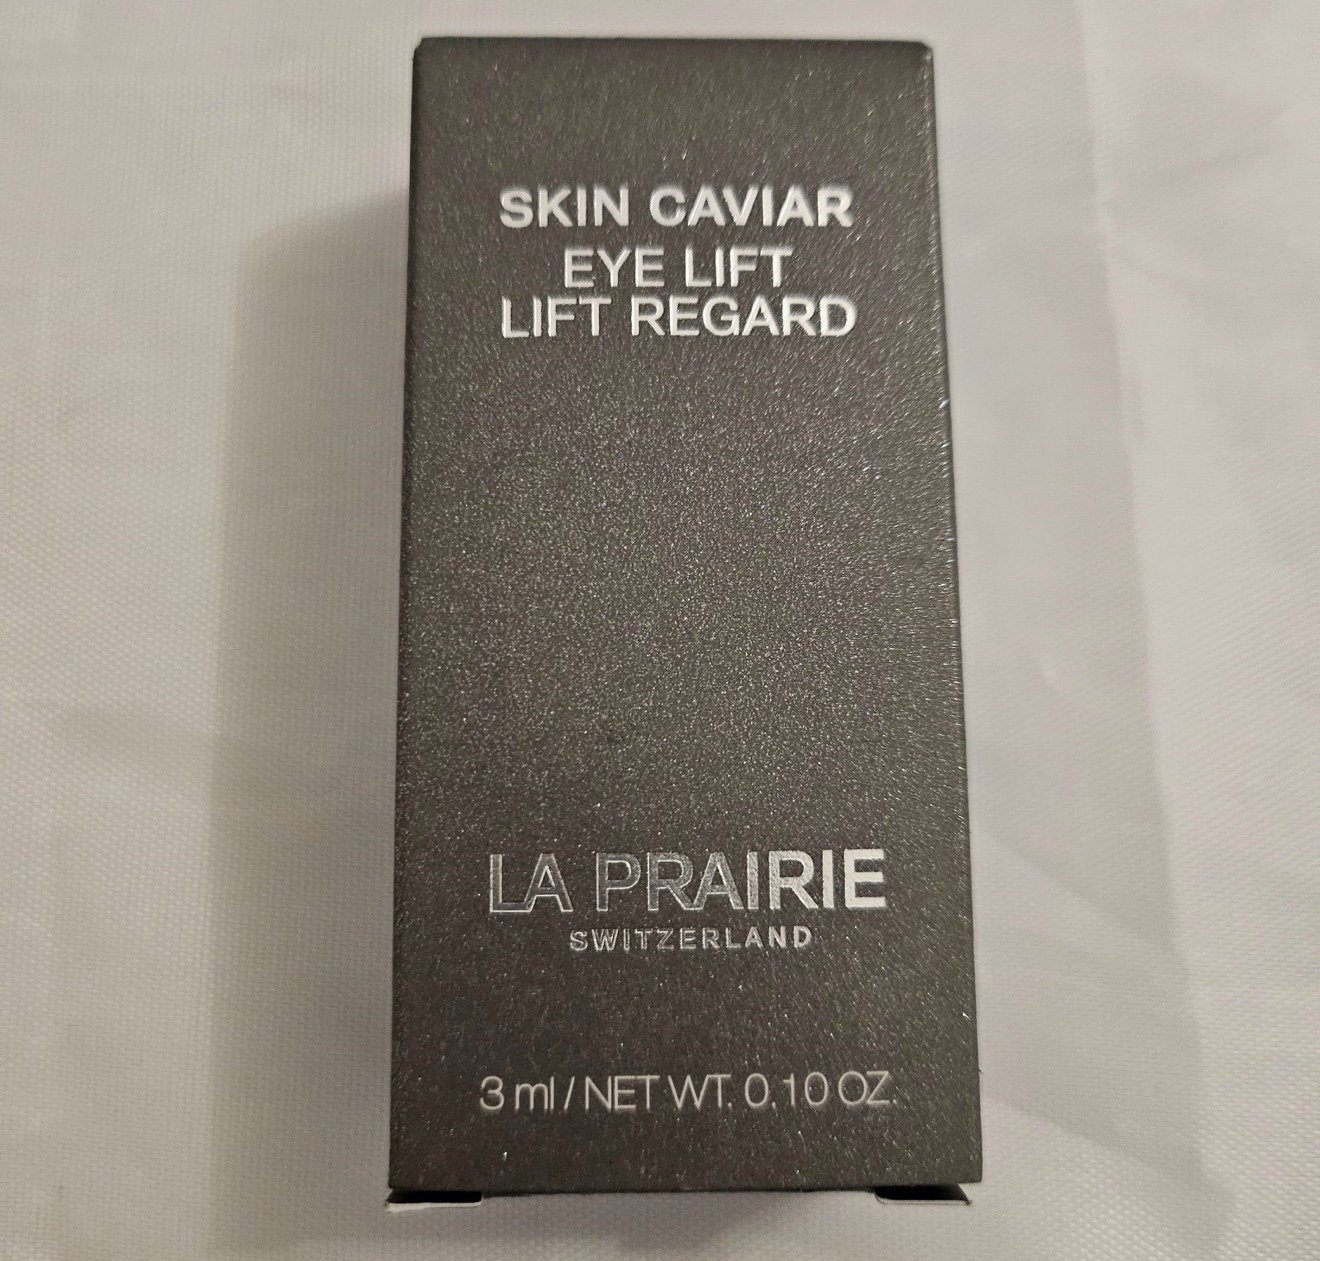 SKIN CAVIAR
EYE LIFT
LIFT REGARD
LA PRAIRIE
SWITZERLAND
3 ml / NET WT. 0.10 OZ.